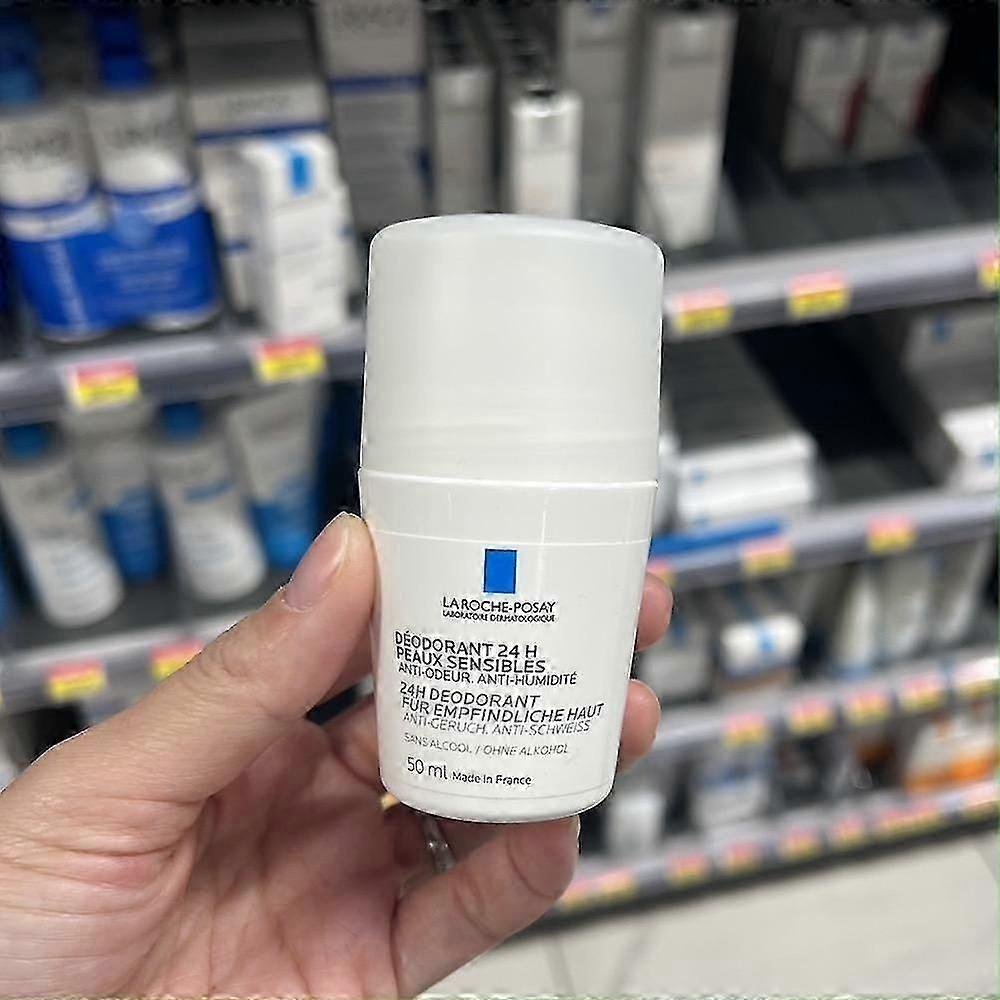 LA ROCHE-POSAY
LABORATOIRE DERMATOLOGIQUE
DÉODORANT 24 H
PEAUX SENSIBLES
ANTI-ODEUR. ANTI-HUMIDITÉ
24H DEODORANT
FÜR EMPFINDLICHE HAUT
ANTI-GERUCH. ANTI-SCHWEISS
SANS ALCOOL / OHNE ALKOHOL
50 ml Made in France